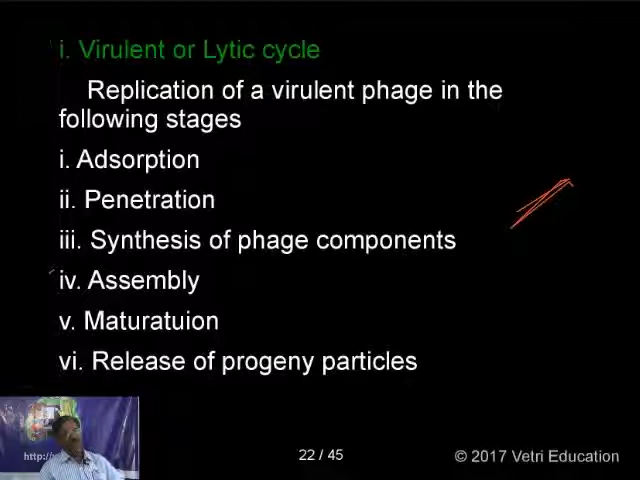 i. Virulent or Lytic cycle
Replication of a virulent phage in the
following stages
i. Adsorption
ii. Penetration
iii. Synthesis of phage components
iv. Assembly
v. Maturatuion
vi. Release of progeny particles
http://
22 / 45
© 2017 Vetri Education